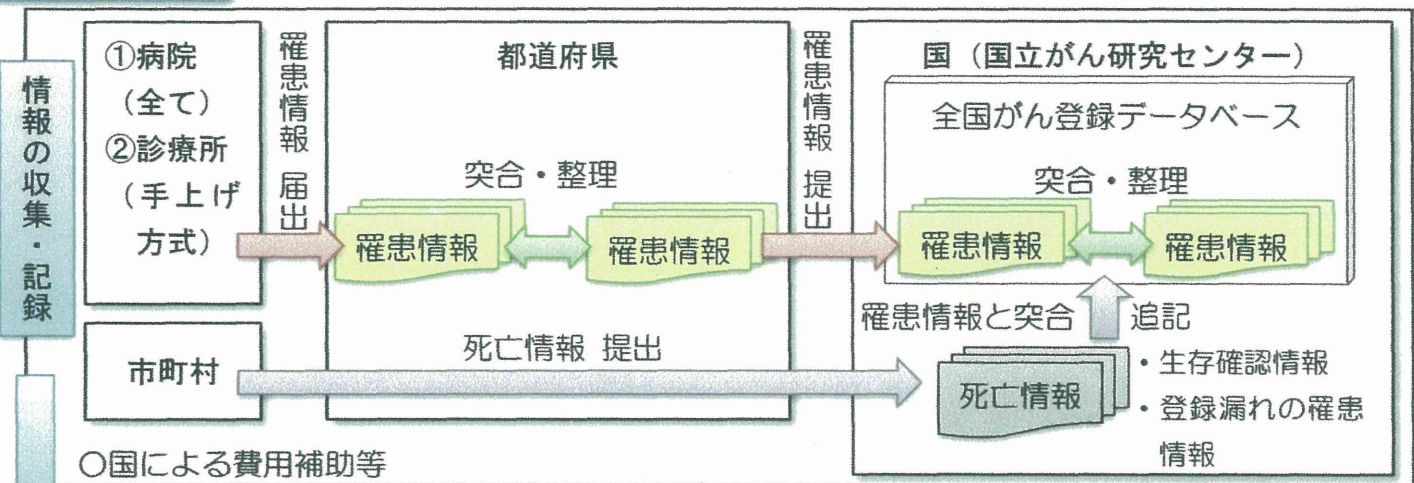 情報の収集・記録
①病院
（全て）
②診療所
（手上げ
方式）
罹患情報 届出
都道府県
突合・整理
罹患情報
罹患情報
罹患情報 提出
国（国立がん研究センター）
全国がん登録データベース
突合・整理
罹患情報
罹患情報
罹患情報と突合
追記
市町村
死亡情報 提出
死亡情報
・生存確認情報
・登録漏れの罹患
情報
〇国による費用補助等